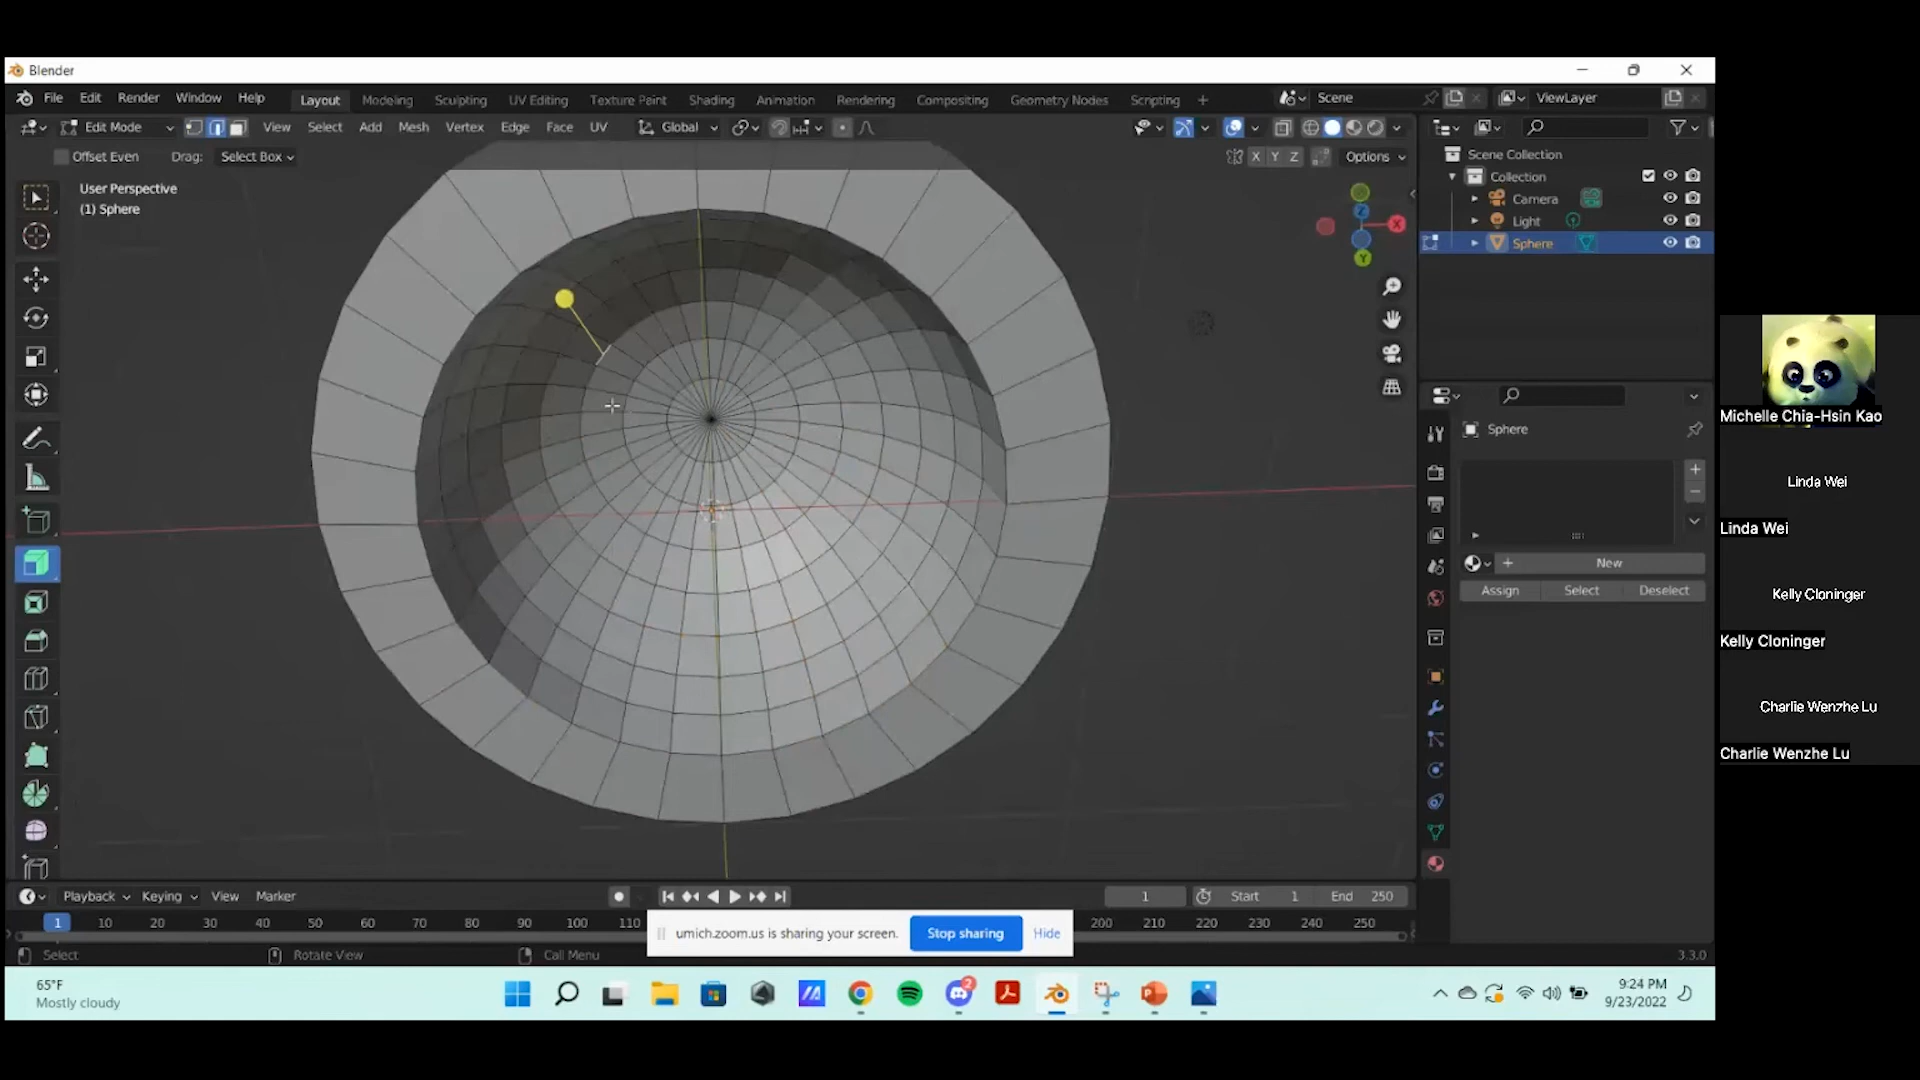 Blender
File Edit Render Window Help Layout Modeling Sculpting UV Editing Texture Paint Shading Animation Rendering Compositing Geometry Nodes Scripting + Scene ViewLayer
Edit Mode View Select Add Mesh Vertex Edge Face UV Global
Offset Even Drag: Select Box X Y Z Options
User Perspective
(1) Sphere
X
Z
Y
Scene Collection
Collection
Camera
Light
Sphere
Sphere
New
Assign Select Deselect
Michelle Chia-Hsin Kao
Linda Wei
Linda Wei
Kelly Cloninger
Kelly Cloninger
Charlie Wenzhe Lu
Charlie Wenzhe Lu
Playback Keying View Marker 1 Start 1 End 250
1 10 20 30 40 50 60 70 80 90 100 110 200 210 220 230 240 250
umich.zoom.us is sharing your screen. Stop sharing Hide
Select Rotate View Call Menu 3.3.0
65°F
Mostly cloudy
2
9:24 PM
9/23/2022